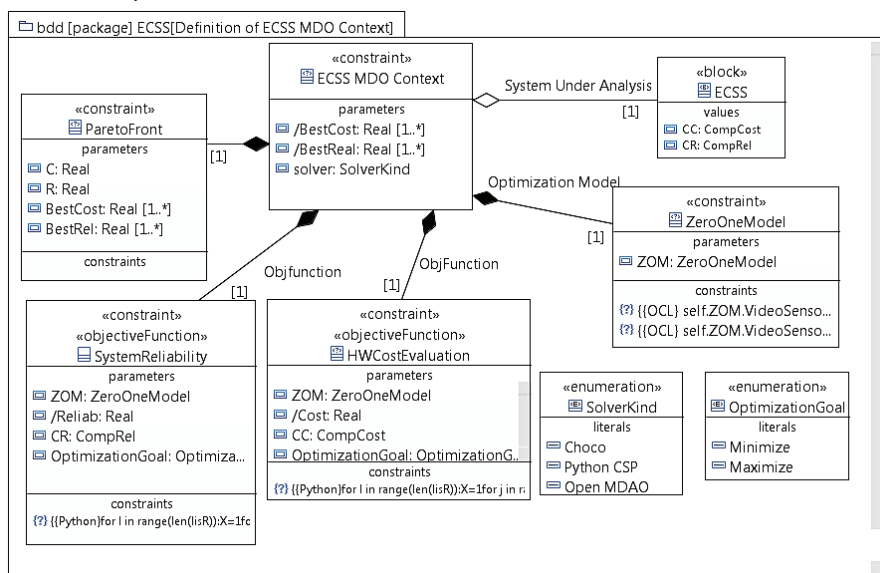 bdd [package] ECSS[Definition of ECSS MDO Context]
«constraint»
ECSS MDO Context
parameters
/BestCost: Real [1..*]
/BestReal: Real [1..*]
solver: SolverKind
System Under Analysis
[1]
«block»
ECSS
values
CC: CompCost
CR: CompRel
«constraint»
ParetoFront
parameters
C: Real
R: Real
BestCost: Real [1..*]
BestRel: Real [1..*]
constraints
[1]
Optimization Model
[1]
«constraint»
ZeroOneModel
parameters
ZOM: ZeroOneModel
constraints
{{OCL} self.ZOM.VideoSenso...
{{OCL} self.ZOM.VideoSenso...
Objfunction
[1]
ObjFunction
[1]
«constraint»
«objectiveFunction»
SystemReliability
parameters
ZOM: ZeroOneModel
/Reliab: Real
CR: CompRel
OptimizationGoal: Optimiza...
constraints
{{Python}for I in range(len(lisR)):X=1fo
«constraint»
«objectiveFunction»
HWCostEvaluation
parameters
ZOM: ZeroOneModel
/Cost: Real
CC: CompCost
OptimizationGoal: OptimizationG...
constraints
{{Python}for I in range(len(lisR)):X=1for j in ra
«enumeration»
SolverKind
literals
Choco
Python CSP
Open MDAO
«enumeration»
OptimizationGoal
literals
Minimize
Maximize